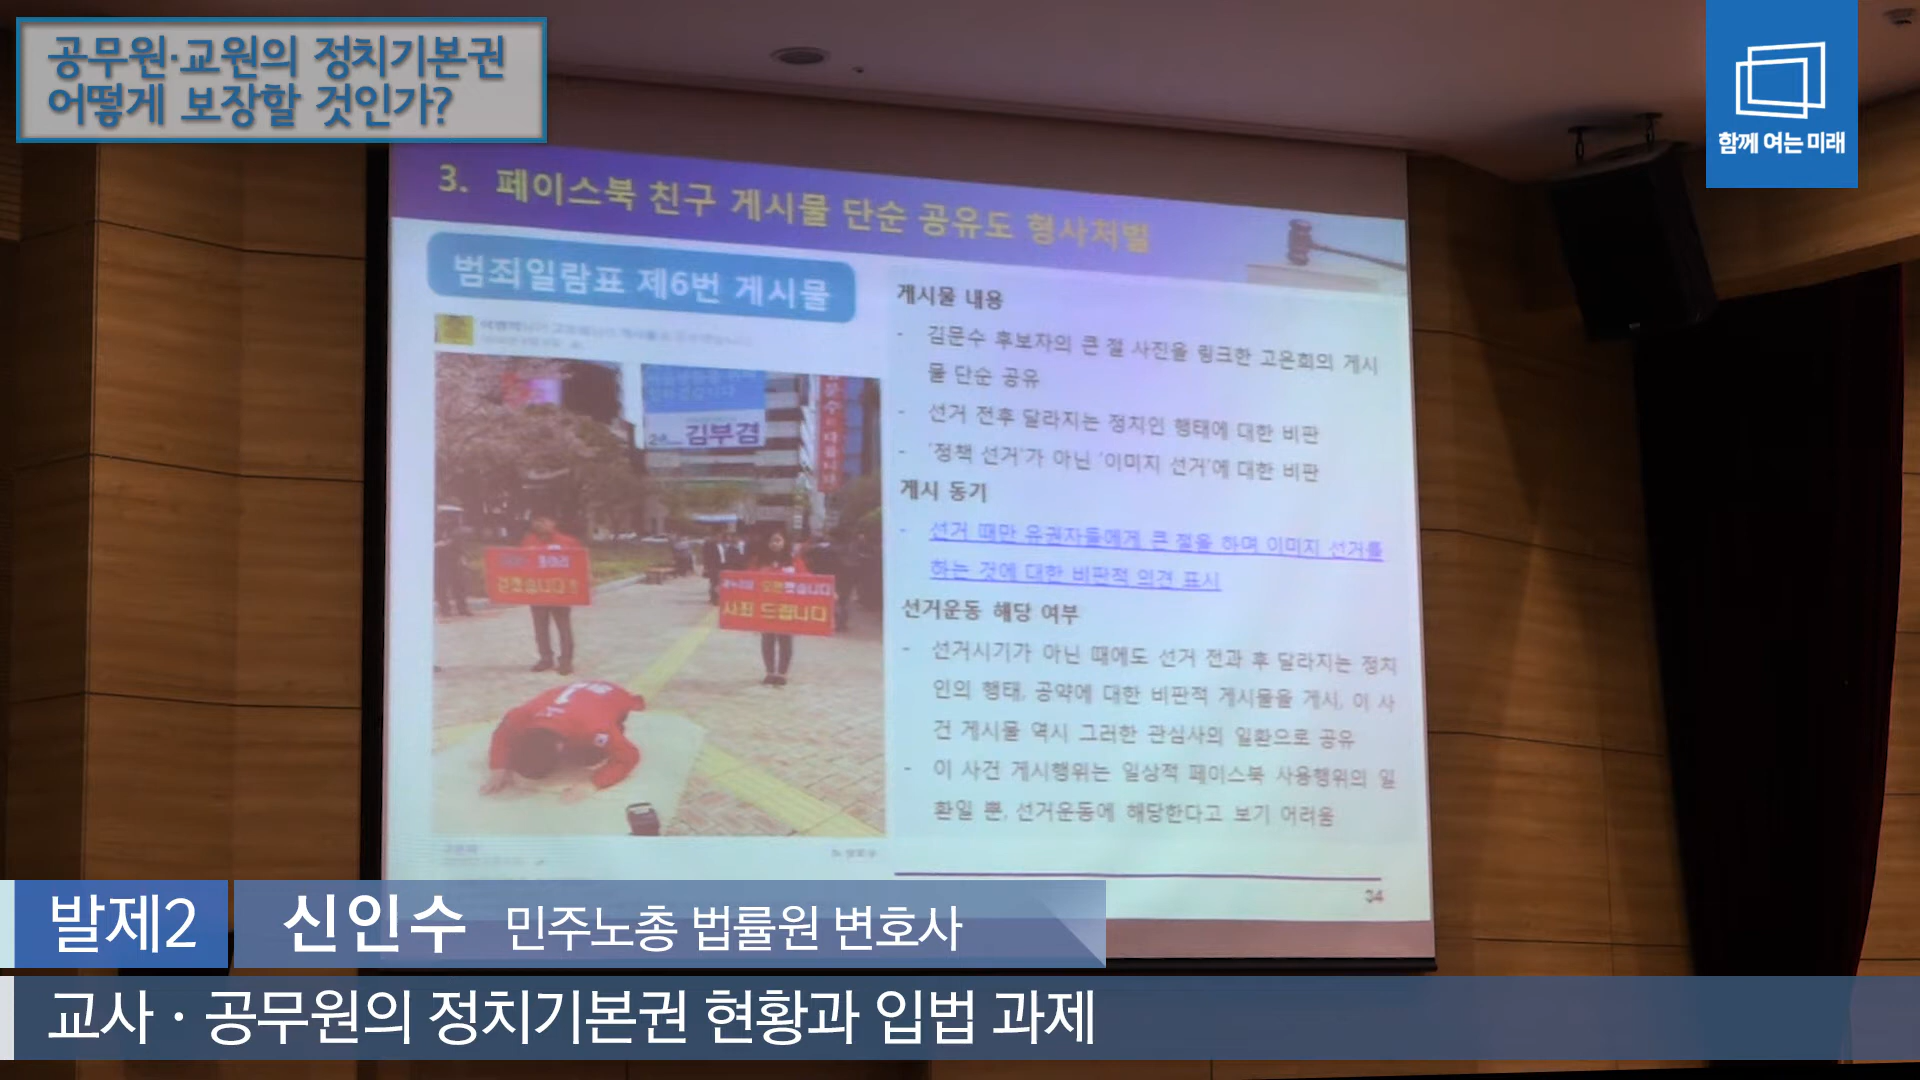 공무원·교원의 정치기본권
어떻게 보장할 것인가?
함께 여는 미래
3. 페이스북 친구 게시물 단순 공유도 형사처벌
범죄일람표 제6번 게시물
김부겸
겠습니다
사죄 드립니다
게시물 내용
- 김문수 후보자의 큰 절 사진을 링크한 고은희의 게시
물 단순 공유
- 선거 전후 달라지는 정치인 행태에 대한 비판
- '정책 선거'가 아닌 '이미지 선거'에 대한 비판
게시 동기
- 선거 때만 유권자들에게 큰 절을 하며 이미지 선거를
하는 것에 대한 비판적 의견 표시
선거운동 해당 여부
- 선거시기가 아닌 때에도 선거 전과 후 달라지는 정치
인의 행태, 공약에 대한 비판적 게시물을 게시, 이 사
건 게시물 역시 그러한 관심사의 일환으로 공유
- 이 사건 게시행위는 일상적 페이스북 사용행위의 일
환일 뿐, 선거운동에 해당한다고 보기 어려움
34
발제2 신인수 민주노총 법률원 변호사
교사·공무원의 정치기본권 현황과 입법 과제